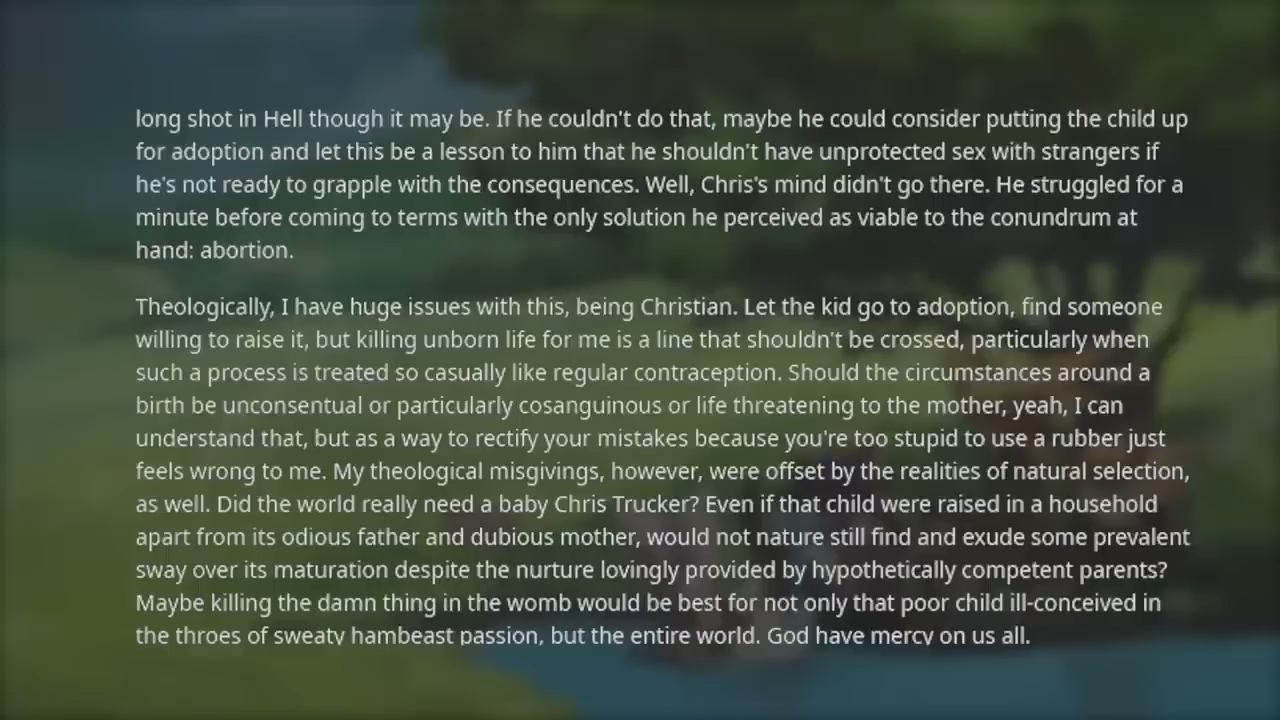 long shot in Hell though it may be. If he couldn't do that, maybe he could consider putting the child up
for adoption and let this be a lesson to him that he shouldn't have unprotected sex with strangers if
he's not ready to grapple with the consequences. Well, Chris's mind didn't go there. He struggled for a
minute before coming to terms with the only solution he perceived as viable to the conundrum at
hand: abortion.
Theologically, I have huge issues with this, being Christian. Let the kid go to adoption, find someone
willing to raise it, but killing unborn life for me is a line that shouldn't be crossed, particularly when
such a process is treated so casually like regular contraception. Should the circumstances around a
birth be unconsentual or particularly cosanguinous or life threatening to the mother, yeah, I can
understand that, but as a way to rectify your mistakes because you're too stupid to use a rubber just
feels wrong to me. My theological misgivings, however, were offset by the realities of natural selection,
as well. Did the world really need a baby Chris Trucker? Even if that child were raised in a household
apart from its odious father and dubious mother, would not nature still find and exude some prevalent
sway over its maturation despite the nurture lovingly provided by hypothetically competent parents?
Maybe killing the damn thing in the womb would be best for not only that poor child ill-conceived in
the throes of sweaty hambeast passion, but the entire world. God have mercy on us all.